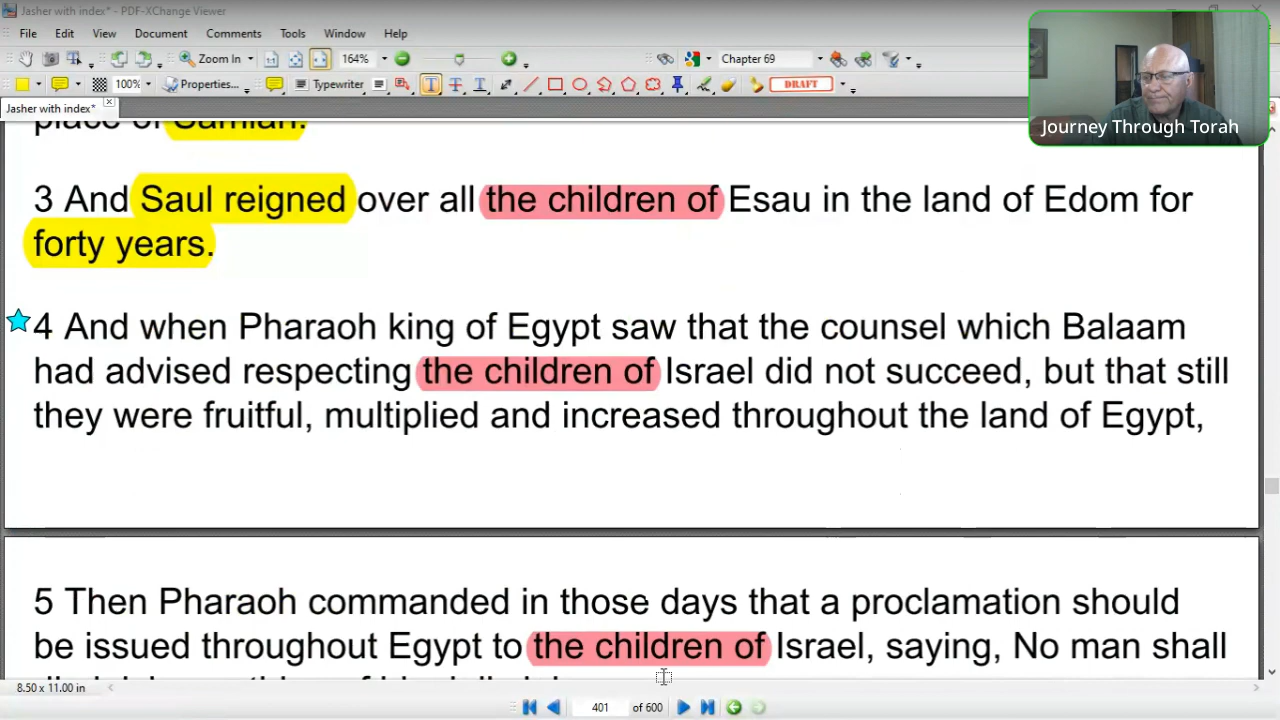 Jasher with index* - PDF-XChange Viewer
File Edit View Document Comments Tools Window Help
Zoom In 164% Chapter 69
100% Properties... Typewriter DRAFT
Jasher with index*
Journey Through Torah
place of Samlah.
3 And Saul reigned over all the children of Esau in the land of Edom for
forty years.
4 And when Pharaoh king of Egypt saw that the counsel which Balaam
had advised respecting the children of Israel did not succeed, but that still
they were fruitful, multiplied and increased throughout the land of Egypt,
5 Then Pharaoh commanded in those days that a proclamation should
be issued throughout Egypt to the children of Israel, saying, No man shall
8.50 x 11.00 in
401 of 600